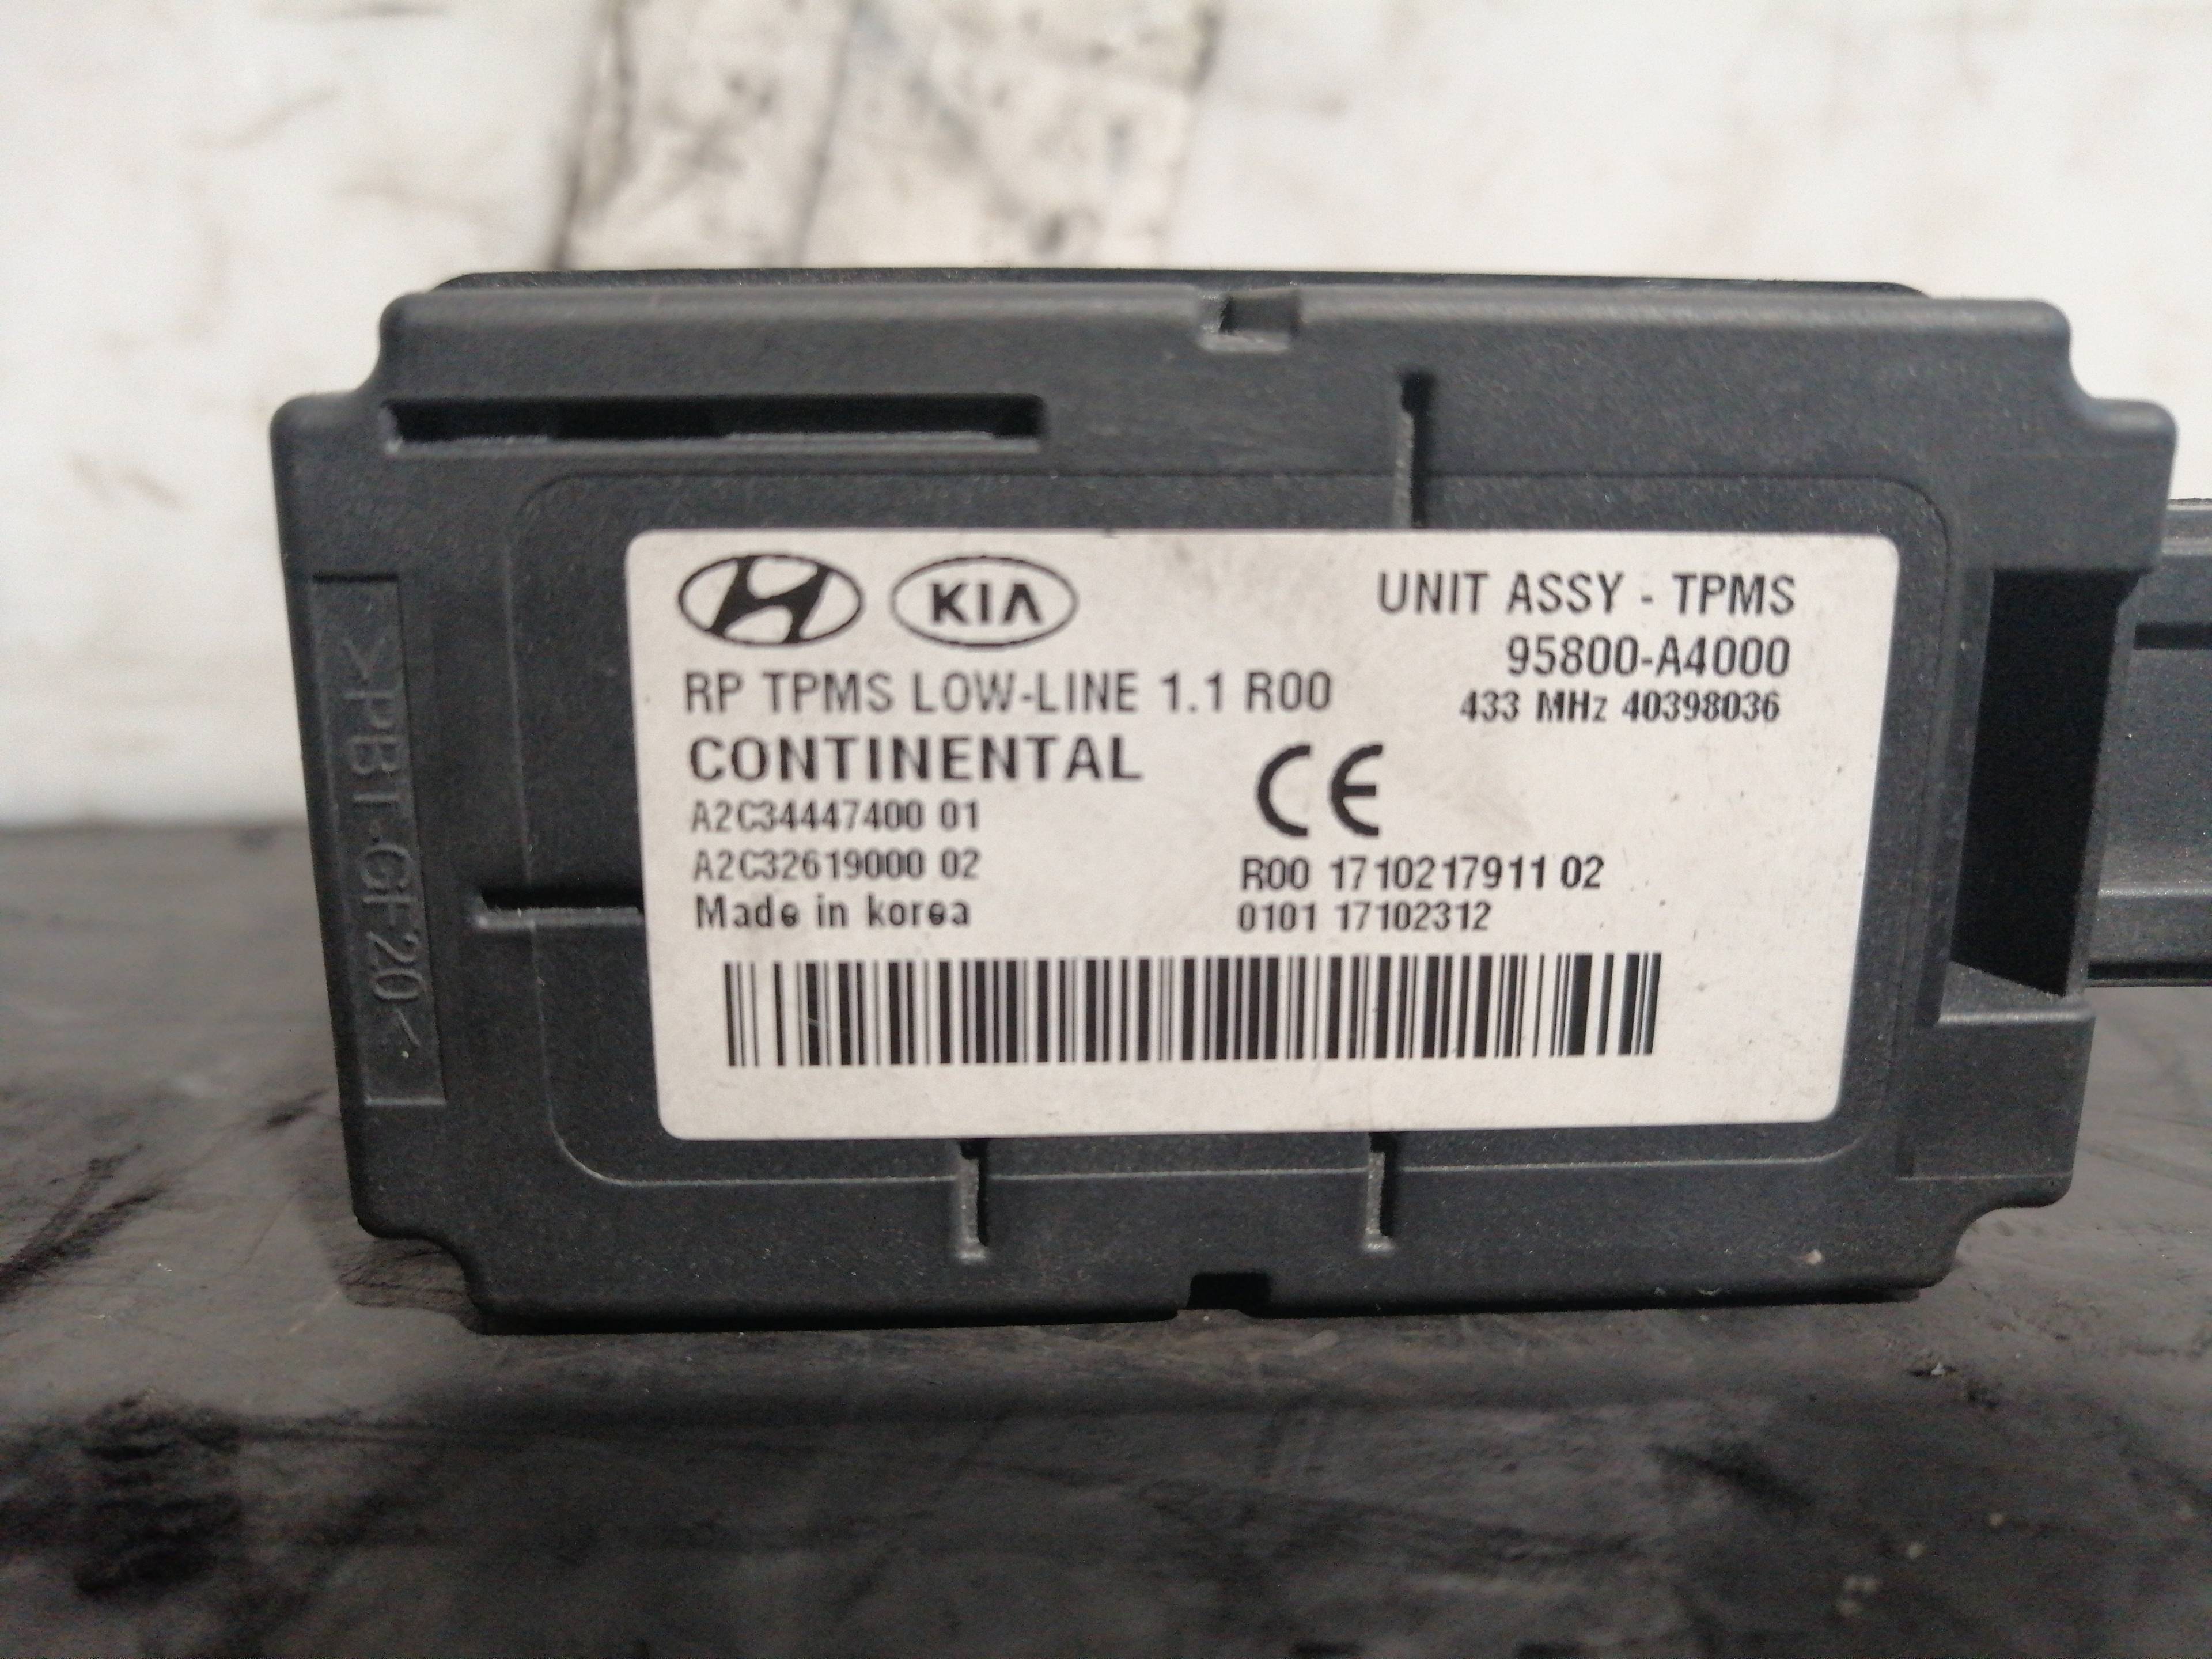 KIA
UNIT ASSY - TPMS
95800-A4000
RP TPMS LOW-LINE 1.1 R00
433 MHz 40398036
CONTINENTAL
CE
A2C34447400 01
A2C32619000 02
R00 1710217911 02
Made in korea
0101 17102312
>PBT-GF20<